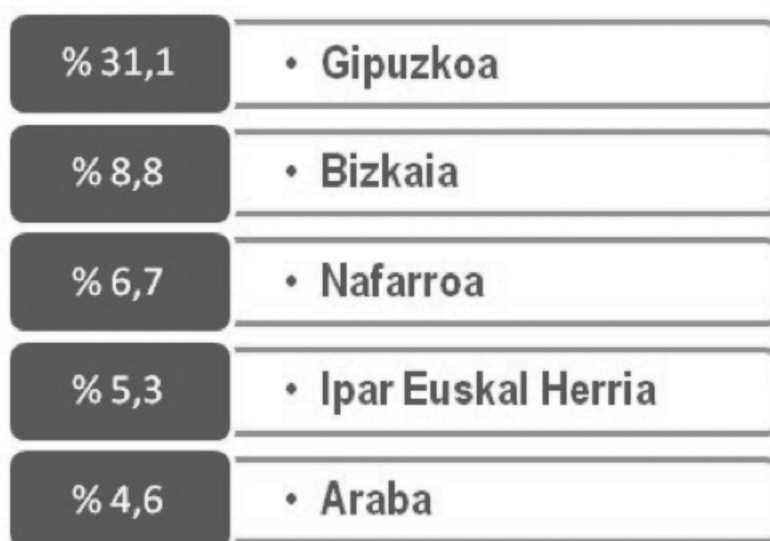 % 31,1 • Gipuzkoa
% 8,8 • Bizkaia
% 6,7 • Nafarroa
% 5,3 • Ipar Euskal Herria
% 4,6 • Araba